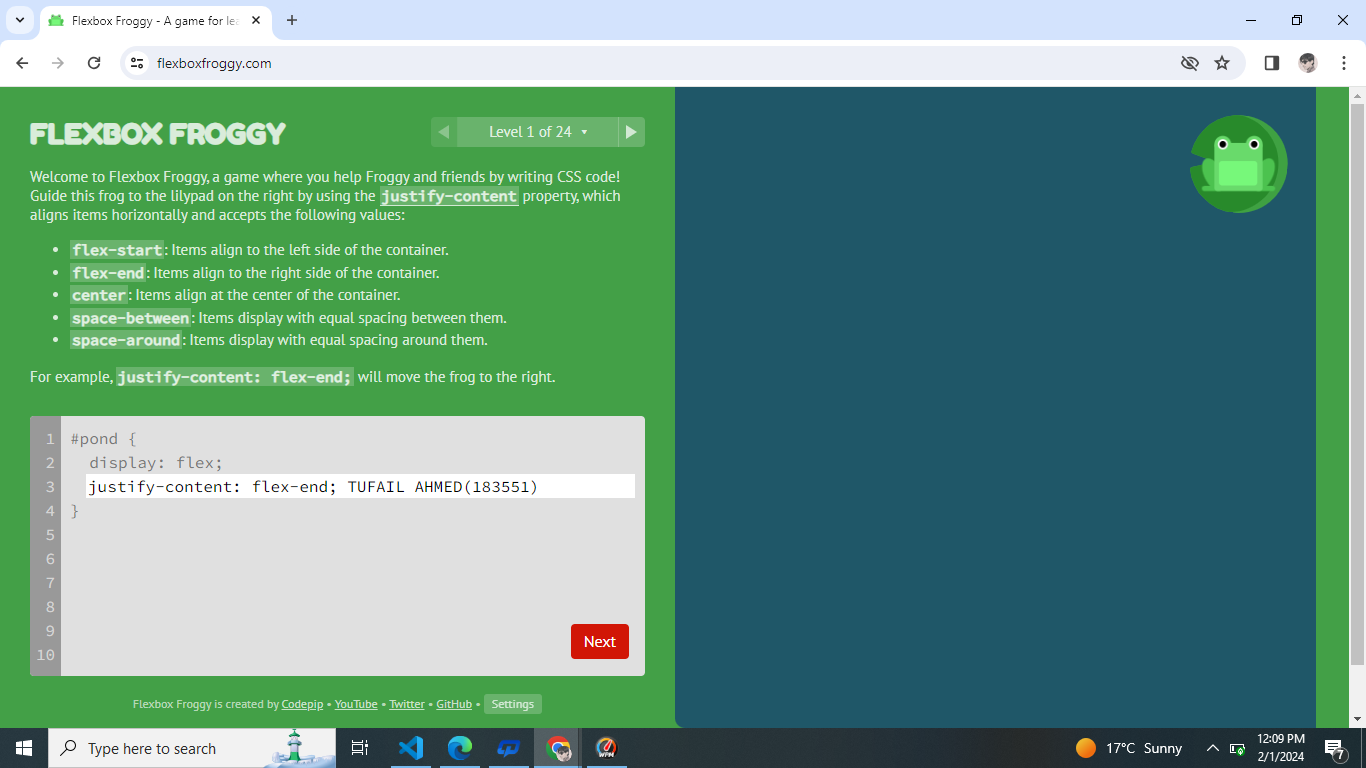 Flexbox Froggy - A game for lea
flexboxfroggy.com
FLEXBOX FROGGY
Level 1 of 24
Welcome to Flexbox Froggy, a game where you help Froggy and friends by writing CSS code!
Guide this frog to the lilypad on the right by using the justify-content property, which
aligns items horizontally and accepts the following values:
• flex-start: Items align to the left side of the container.
• flex-end: Items align to the right side of the container.
• center: Items align at the center of the container.
• space-between: Items display with equal spacing between them.
• space-around: Items display with equal spacing around them.
For example, justify-content: flex-end; will move the frog to the right.
1 #pond {
2 display: flex;
3 justify-content: flex-end; TUFAIL AHMED(183551)
4 }
5
6
7
8
9
10
Next
Flexbox Froggy is created by Codepip • YouTube • Twitter • GitHub • Settings
Type here to search
WPM
17°C Sunny
12:09 PM
2/1/2024
7